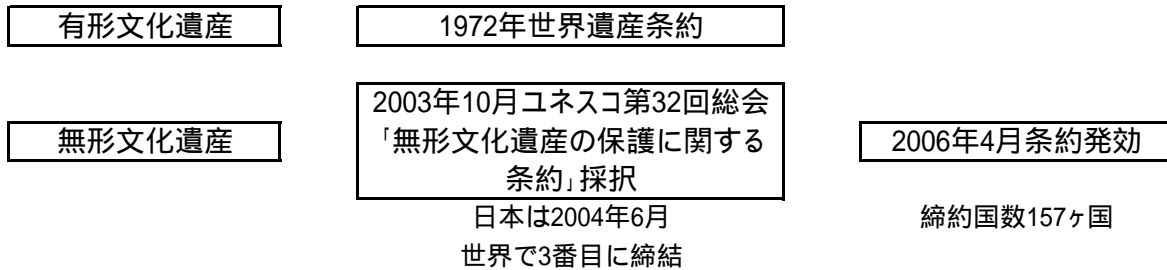 有形文化遺産
1972年世界遺産条約
2003年10月ユネスコ第32回総会
「無形文化遺産の保護に関する
条約」採択
無形文化遺産
2006年4月条約発効
日本は2004年6月
世界で3番目に締結
締約国数157ヶ国